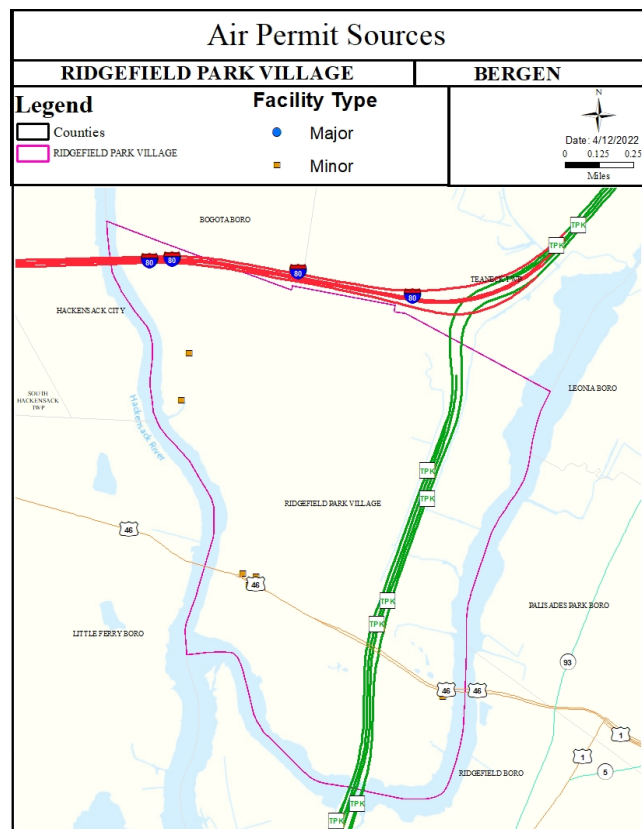 Air Permit Sources
RIDGEFIELD PARK VILLAGE
BERGEN
Legend
Counties
RIDGEFIELD PARK VILLAGE
Facility Type
Major
Minor
N
Date: 4/12/2022
0 0.125 0.25
Miles
BOGOTA BORO
TPK
TPK
80
80
80
80
TEANECK TWP
HACKENSACK CITY
SOUTH
HACKENSACK
TWP
LEONIA BORO
Hackensack River
TPK
TPK
RIDGEFIELD PARK VILLAGE
46
46
TPK
TPK
PALISADES PARK BORO
LITTLE FERRY BORO
93
46
46
1
1
5
RIDGEFIELD BORO
TPK
TPK